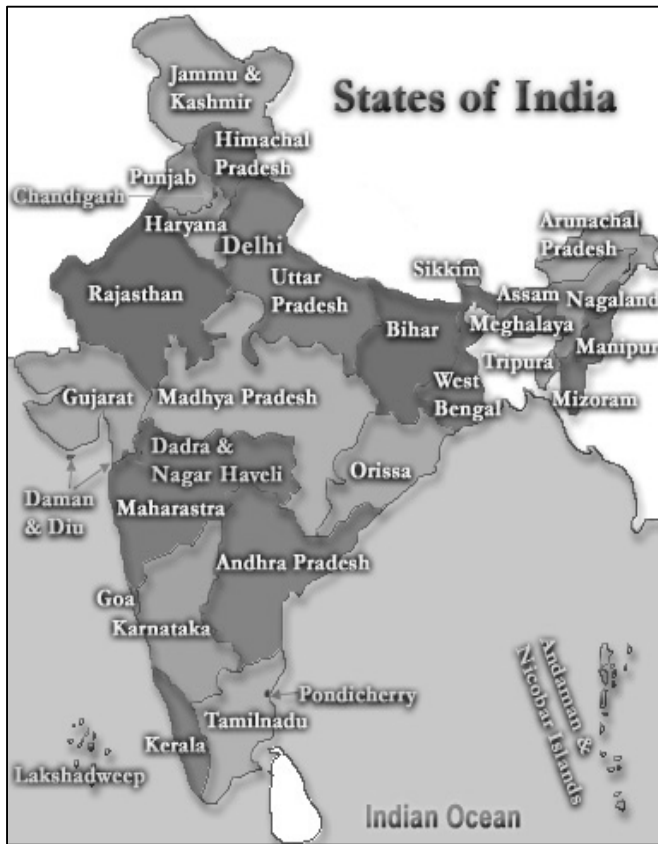 States of India
Jammu &
Kashmir
Himachal
Pradesh
Punjab
Chandigarh
Haryana
Delhi
Uttar
Pradesh
Rajasthan
Arunachal
Pradesh
Sikkim
Assam
Nagaland
Bihar
Meghalaya
Manipur
Tripura
West
Bengal
Mizoram
Gujarat
Madhya Pradesh
Dadra &
Nagar Haveli
Orissa
Daman
& Diu
Maharastra
Andhra Pradesh
Goa
Karnataka
Pondicherry
Tamilnadu
Kerala
Lakshadweep
Andaman &
Nicobar Islands
Indian Ocean